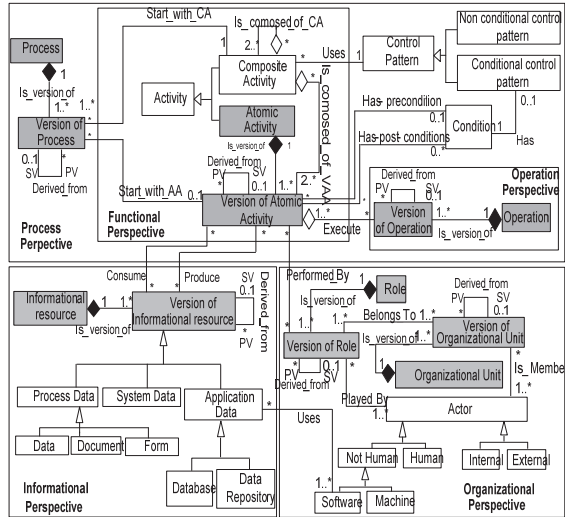 Start_with_CA
Is_comosed_of_CA
1
2..*
*
Process
1
Is_version_of
1..*
1..*
Version of
Process
*
*
0..1
*
SV
PV
Derived_from
Start_with_AA
0..1
Process Perpective
Functional
Perspective
Composite
Activity
Activity
Atomic
Activity
Is_version_of
1
Derived_from
PV
SV
*
0..1
1..*
2..*
Is_comosed_of_VAA
Version of Atomic
Activity
*
*
*
*
*
Uses
*
1
Control
Pattern
Non conditional control
pattern
Conditional control
pattern
0..1
Has- precondition
0..1
Has-post- conditions
0..*
Condition
1
Has
Operation
Perspective
Derived_from
PV
SV
*
0..1
Version
of Operation
1..*
1
Is_version_of
Operation
1..*
*
Execute
Consume
Produce
*
*
Informational
resource
1
1..*
Is_version_of
Version of
Informational resource
SV
0..1
*
PV
Derived_from
Process Data
System Data
Application
Data
Data
Document
Form
Database
Data
Repository
*
Uses
1..*
Informational
Perspective
Performed_By
1
Role
Is_version_of
1..*
*
Belongs To
1..*
*
Version of Role
*
0..1
PV
SV
Derived_from
*
Derived_from
PV
SV
*
0..1
Version of
Organizational Unit
Is_version_of
1..*
1
Organizational Unit
*
Is_Membe
1..*
Played By
1..*
Actor
Not Human
Human
Internal
External
Software
Machine
Organizational
Perspective